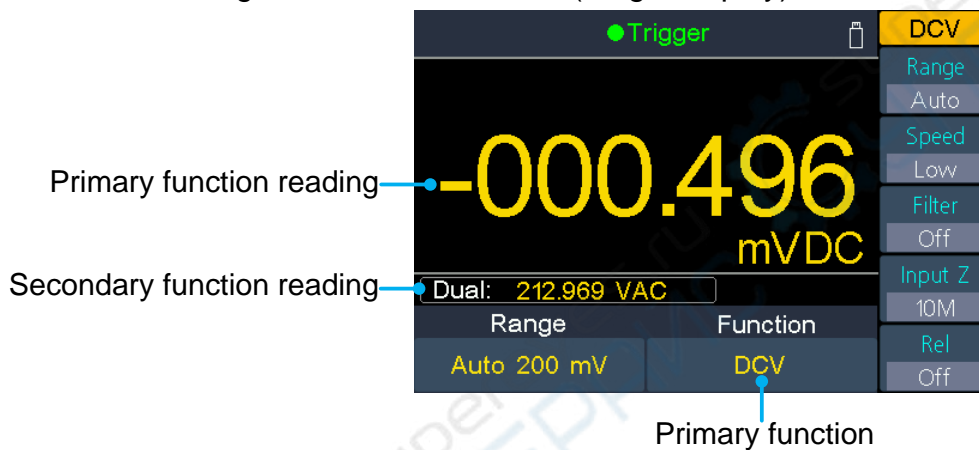 Trigger
DCV
Range
Auto
Speed
Low
Filter
Off
Input Z
10M
Rel
Off
Primary function reading
-000.496
mVDC
Secondary function reading
Dual: 212.969 VAC
Range Function
Auto 200 mV DCV
Primary function